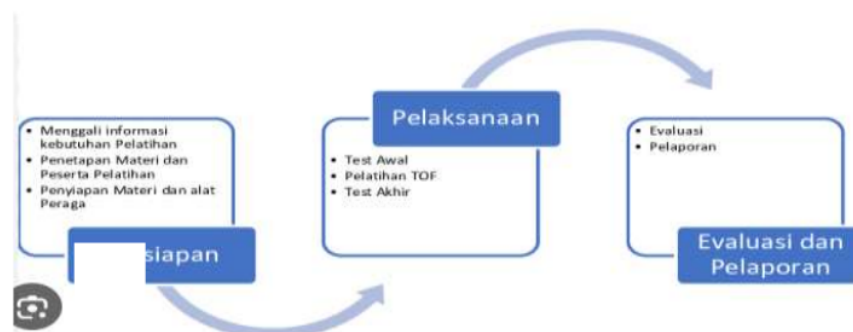 • Menggali informasi
kebutuhan Pelatihan
• Penetapan Materi dan
Peserta Pelatihan
• Penyiapan Materi dan alat
Peraga
siapan
Pelaksanaan
• Test Awal
• Pelatihan TOF
• Test Akhir
• Evaluasi
• Pelaporan
Evaluasi dan
Pelaporan